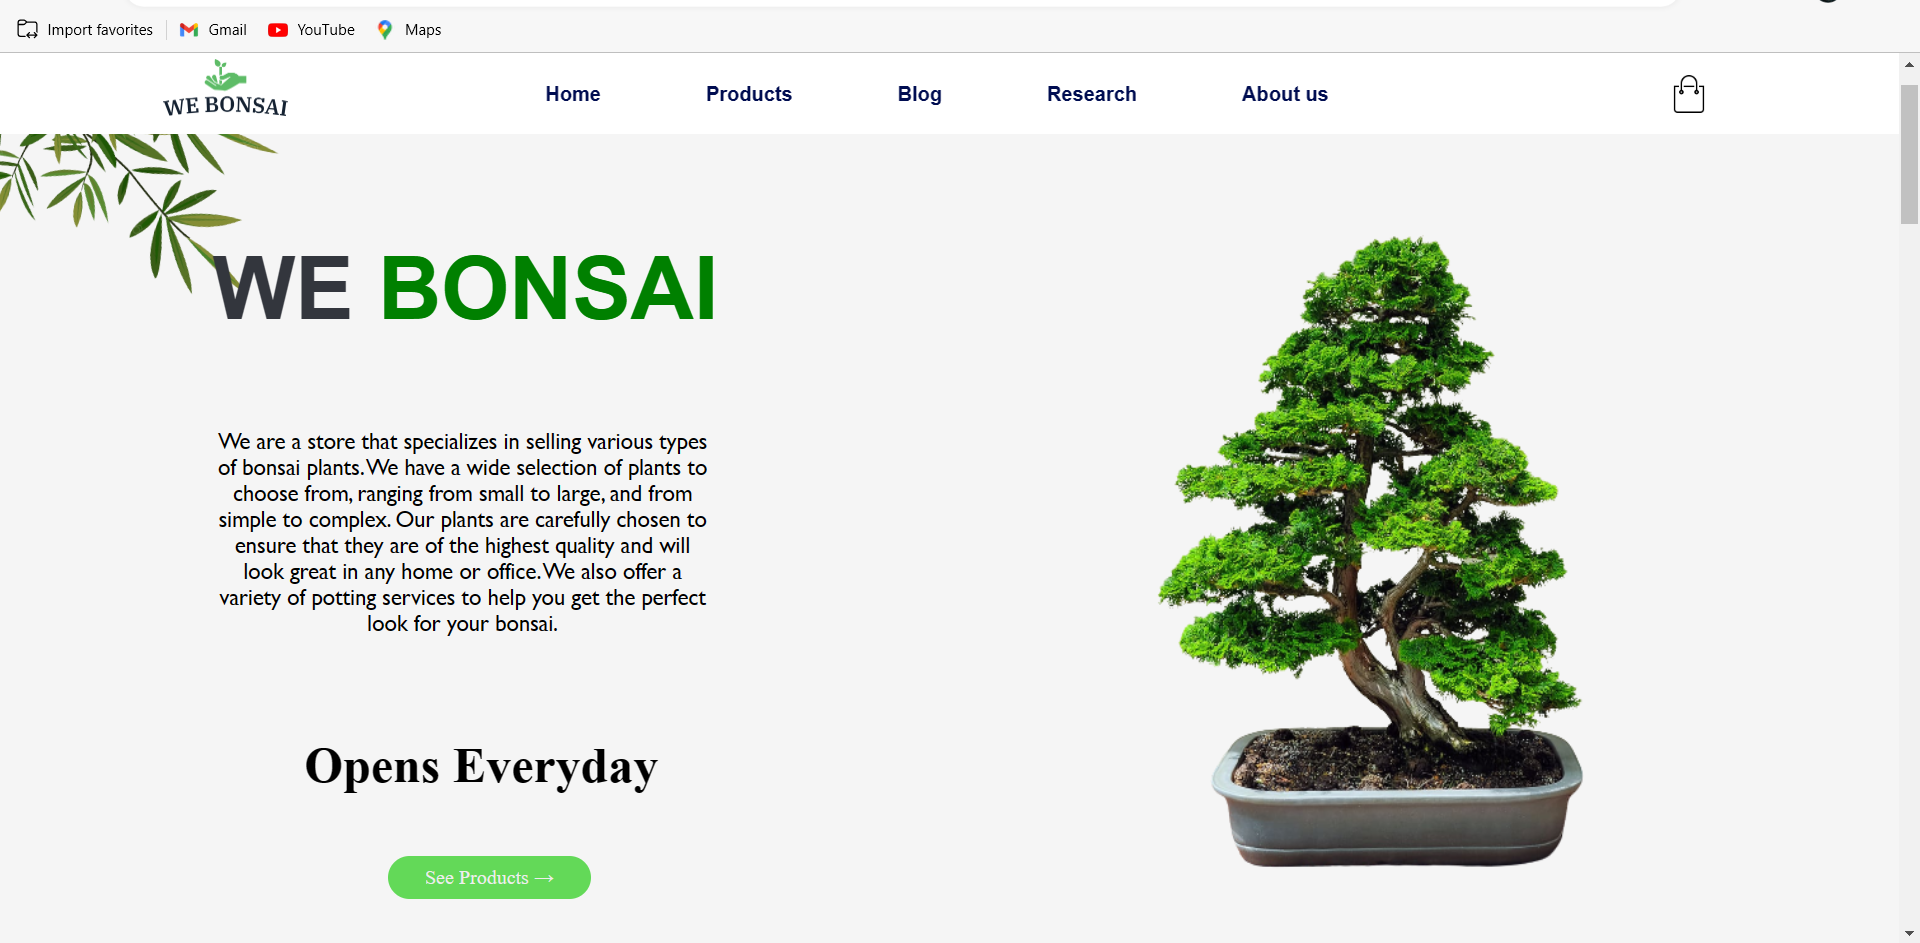 Import favorites Gmail YouTube Maps
WE BONSAI
Home Products Blog Research About us
WE BONSAI
We are a store that specializes in selling various types
of bonsai plants. We have a wide selection of plants to
choose from, ranging from small to large, and from
simple to complex. Our plants are carefully chosen to
ensure that they are of the highest quality and will
look great in any home or office. We also offer a
variety of potting services to help you get the perfect
look for your bonsai.
Opens Everyday
See Products →